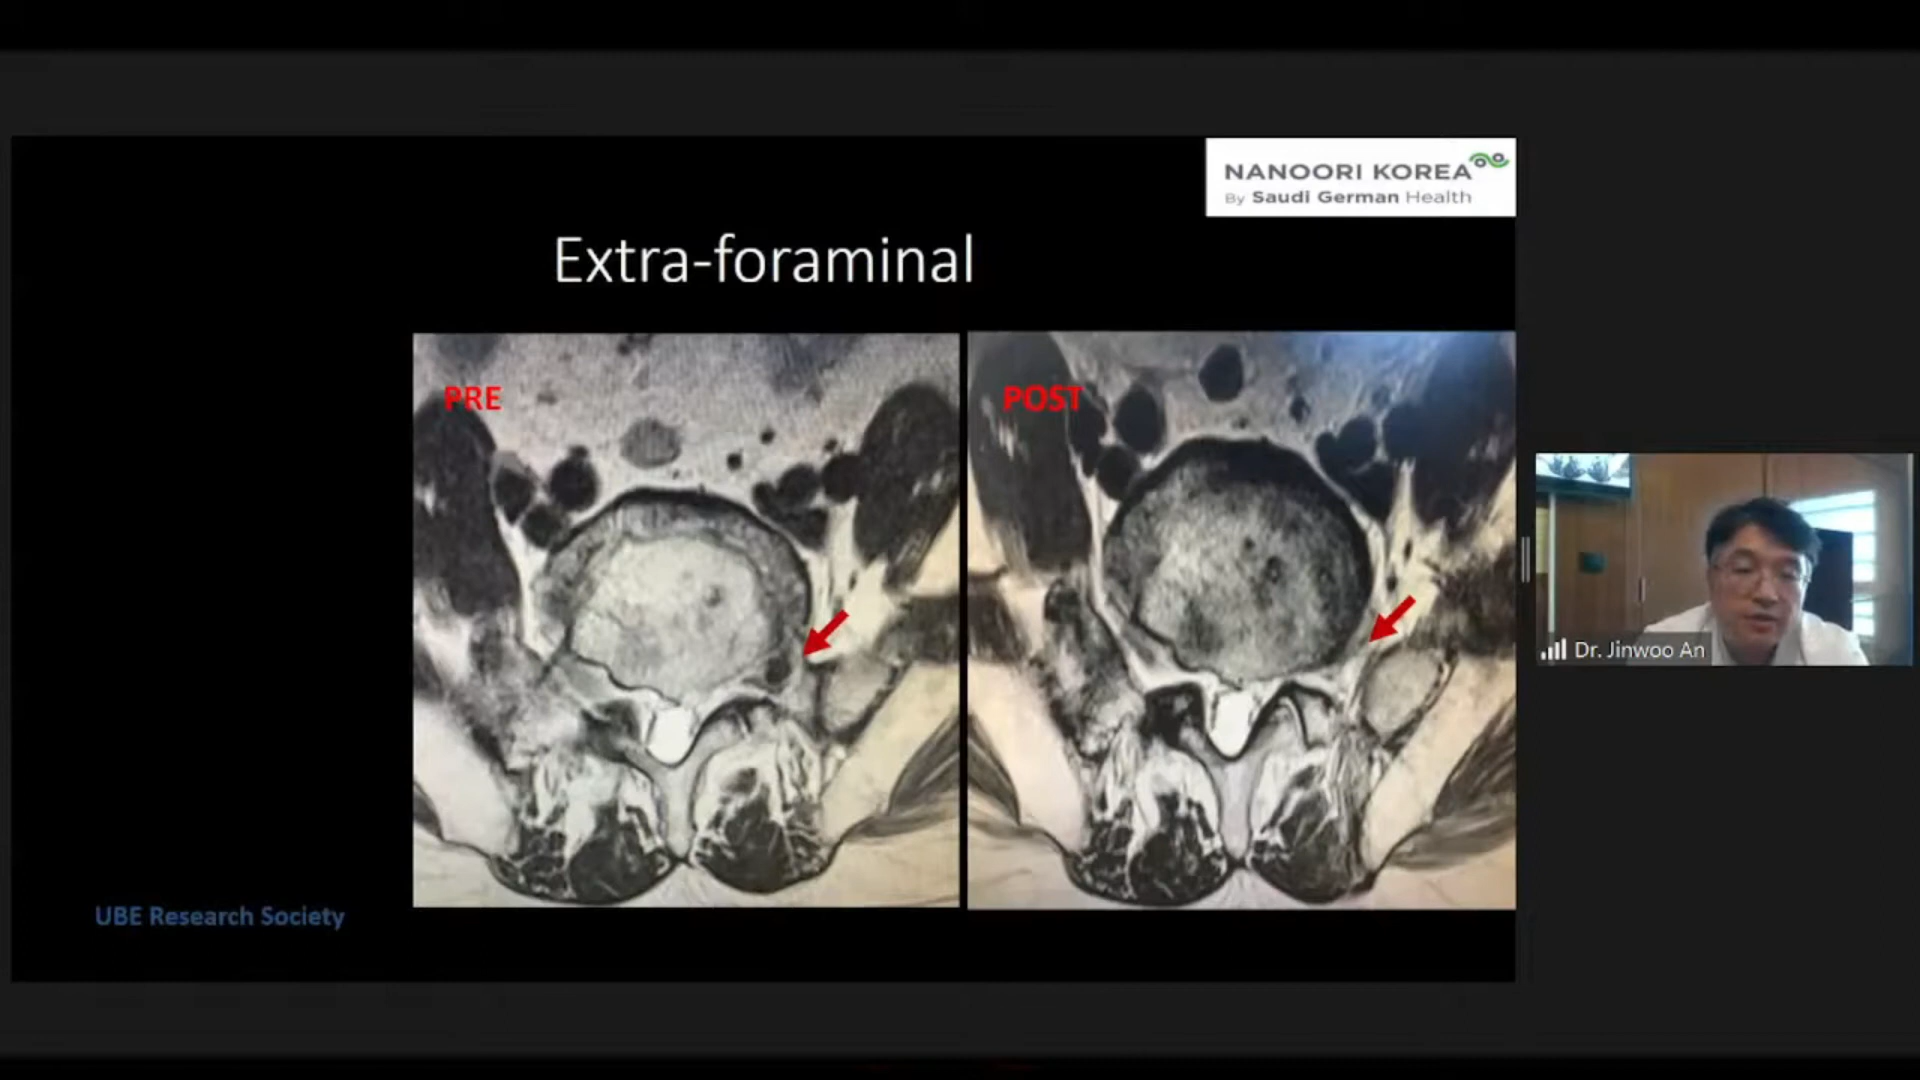 NANOORI KOREA
By Saudi German Health
Extra-foraminal
PRE
POST
Dr. Jinwoo An
UBE Research Society